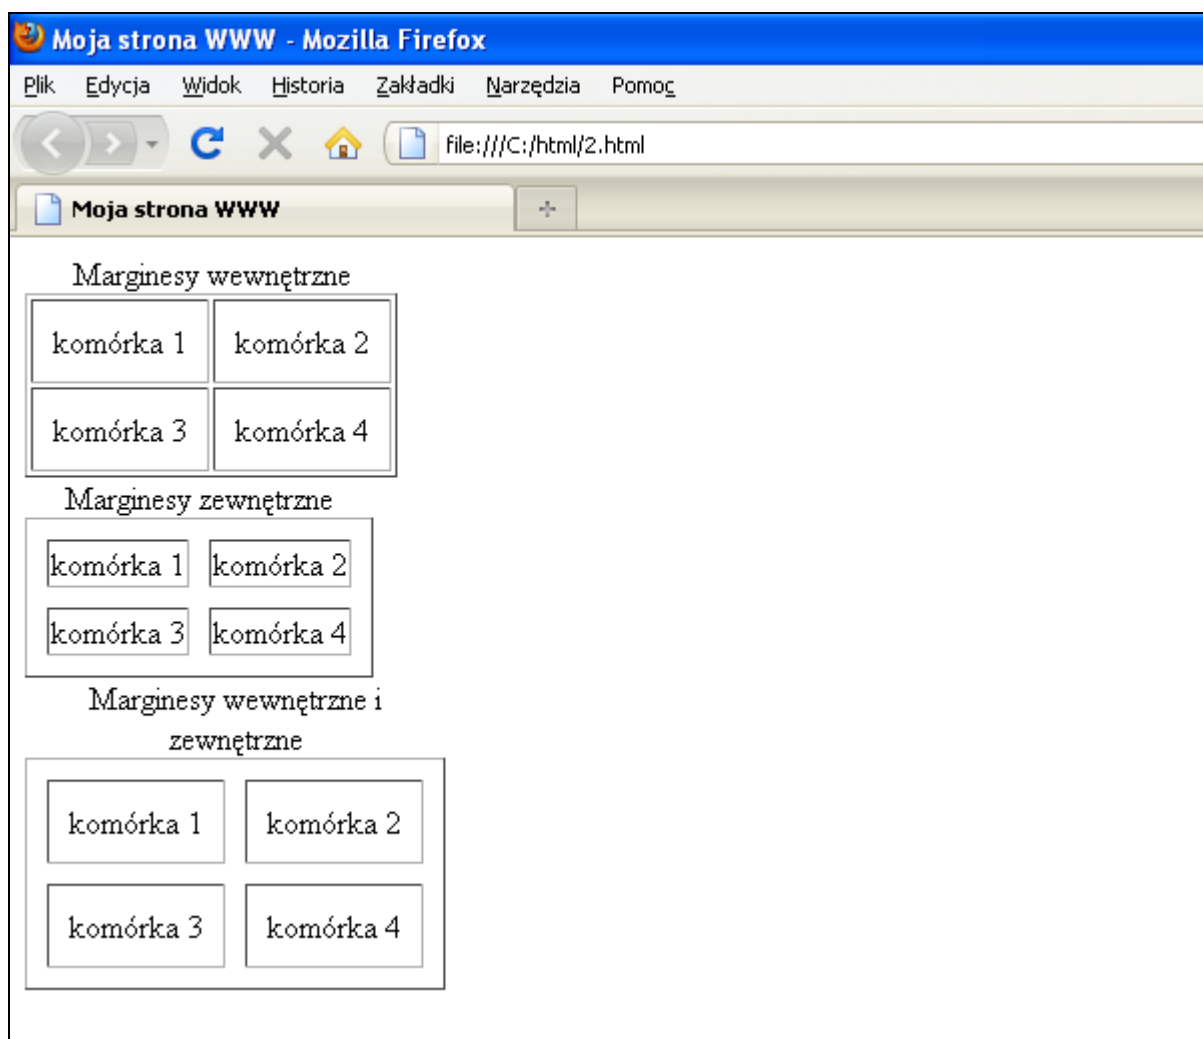 Moja strona WWW - Mozilla Firefox
Plik Edycja Widok Historia Zakładki Narzędzia Pomoc
file:///C:/html/2.html
Moja strona WWW
Marginesy wewnętrzne
komórka 1 komórka 2
komórka 3 komórka 4
Marginesy zewnętrzne
komórka 1 komórka 2
komórka 3 komórka 4
Marginesy wewnętrzne i
zewnętrzne
komórka 1 komórka 2
komórka 3 komórka 4